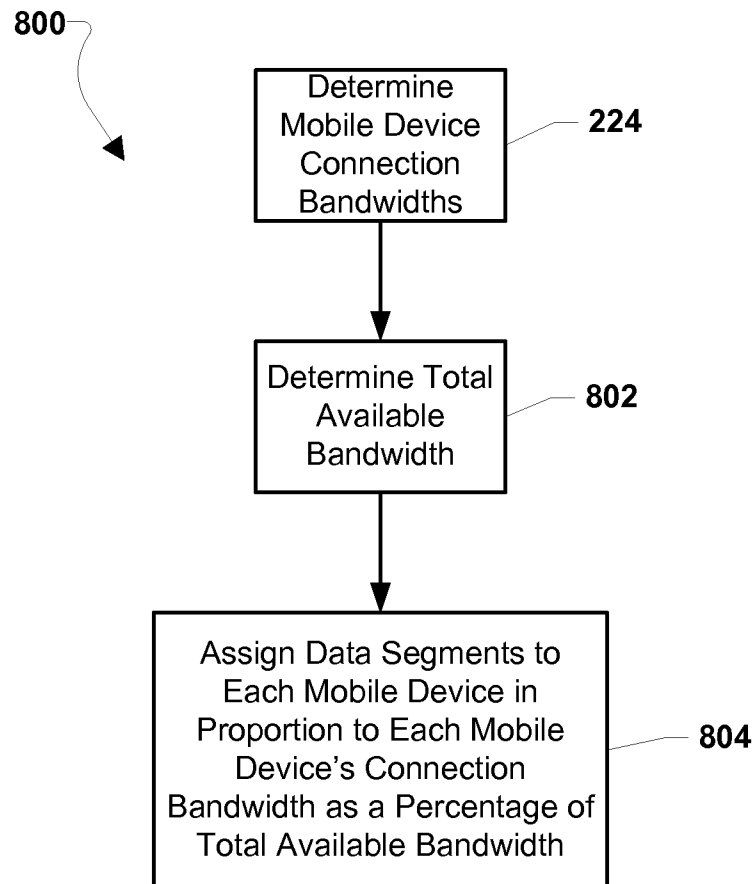 800
Determine
Mobile Device
Connection
Bandwidths
224
Determine Total
Available
Bandwidth
802
Assign Data Segments to
Each Mobile Device in
Proportion to Each Mobile
Device's Connection
Bandwidth as a Percentage of
Total Available Bandwidth
804